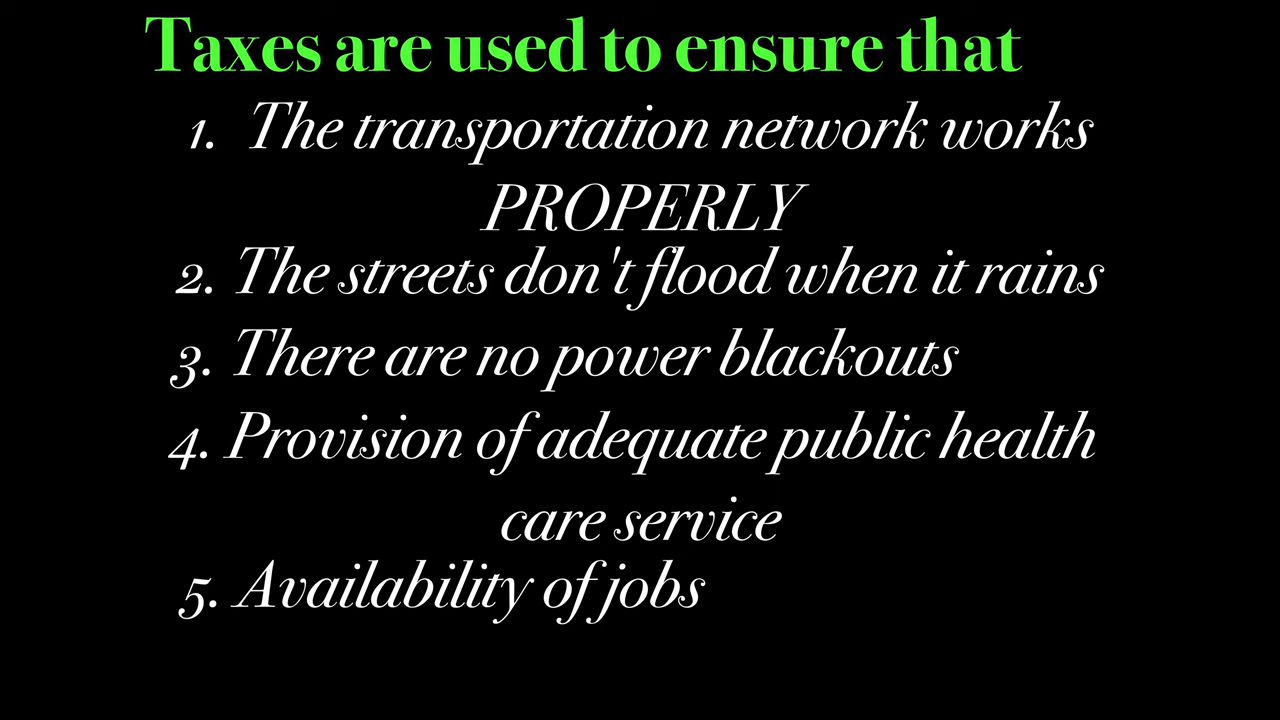 Taxes are used to ensure that
1. The transportation network works
PROPERLY
2. The streets don't flood when it rains
3. There are no power blackouts
4. Provision of adequate public health
care service
5. Availability of jobs